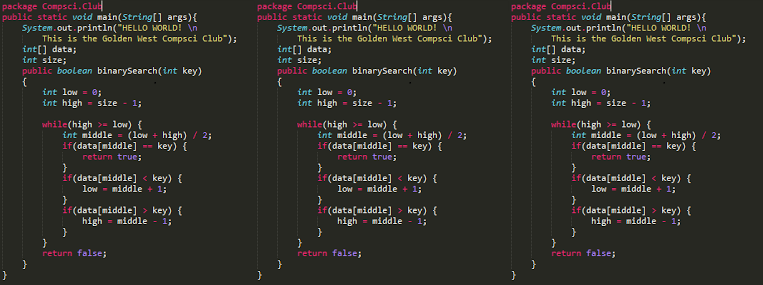 package Compsci.Club
public static void main(String[] args){
System.out.println("HELLO WORLD! \n
This is the Golden West Compsci Club");
int[] data;
int size;
public boolean binarySearch(int key)
{
int low = 0;
int high = size - 1;
while(high >= low) {
int middle = (low + high) / 2;
if(data[middle] == key) {
return true;
}
if(data[middle] < key) {
low = middle + 1;
}
if(data[middle] > key) {
high = middle - 1;
}
}
return false;
}
}
package Compsci.Club
public static void main(String[] args){
System.out.println("HELLO WORLD! \n
This is the Golden West Compsci Club");
int[] data;
int size;
public boolean binarySearch(int key)
{
int low = 0;
int high = size - 1;
while(high >= low) {
int middle = (low + high) / 2;
if(data[middle] == key) {
return true;
}
if(data[middle] < key) {
low = middle + 1;
}
if(data[middle] > key) {
high = middle - 1;
}
}
return false;
}
}
package Compsci.Club
public static void main(String[] args){
System.out.println("HELLO WORLD! \n
This is the Golden West Compsci Club");
int[] data;
int size;
public boolean binarySearch(int key)
{
int low = 0;
int high = size - 1;
while(high >= low) {
int middle = (low + high) / 2;
if(data[middle] == key) {
return true;
}
if(data[middle] < key) {
low = middle + 1;
}
if(data[middle] > key) {
high = middle - 1;
}
}
return false;
}
}